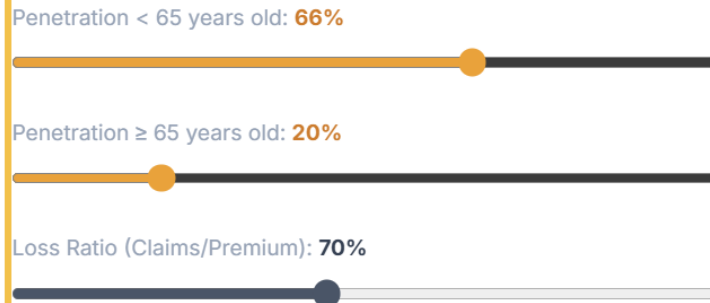 Penetration < 65 years old: 66%
Penetration ≥ 65 years old: 20%
Loss Ratio (Claims/Premium): 70%